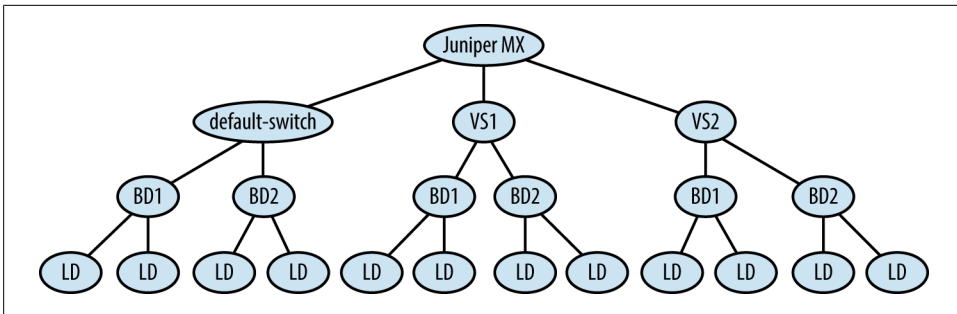 Juniper MX
default-switch VS1 VS2
BD1 BD2 BD1 BD2 BD1 BD2
LD LD LD LD LD LD LD LD LD LD LD LD